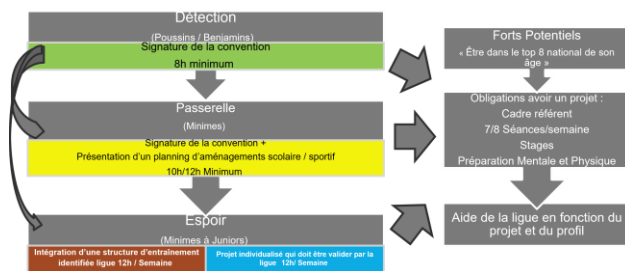 Détection
(Poussins / Benjamins)
Signature de la convention
8h minimum
Passerelle
(Minimes)
Signature de la convention +
Présentation d'un planning d'aménagements scolaire / sportif
10h/12h Minimum
Espoir
(Minimes à Juniors)
Intégration d'une structure d'entraînement
identifiée ligue 12h / Semaine
Projet individualisé qui doit être valider par la
ligue 12h/ Semaine
Forts Potentiels
« Être dans le top 8 national de son
âge »
Obligations avoir un projet :
Cadre référent
7/8 Séances/semaine
Stages
Préparation Mentale et Physique
Aide de la ligue en fonction du
projet et du profil